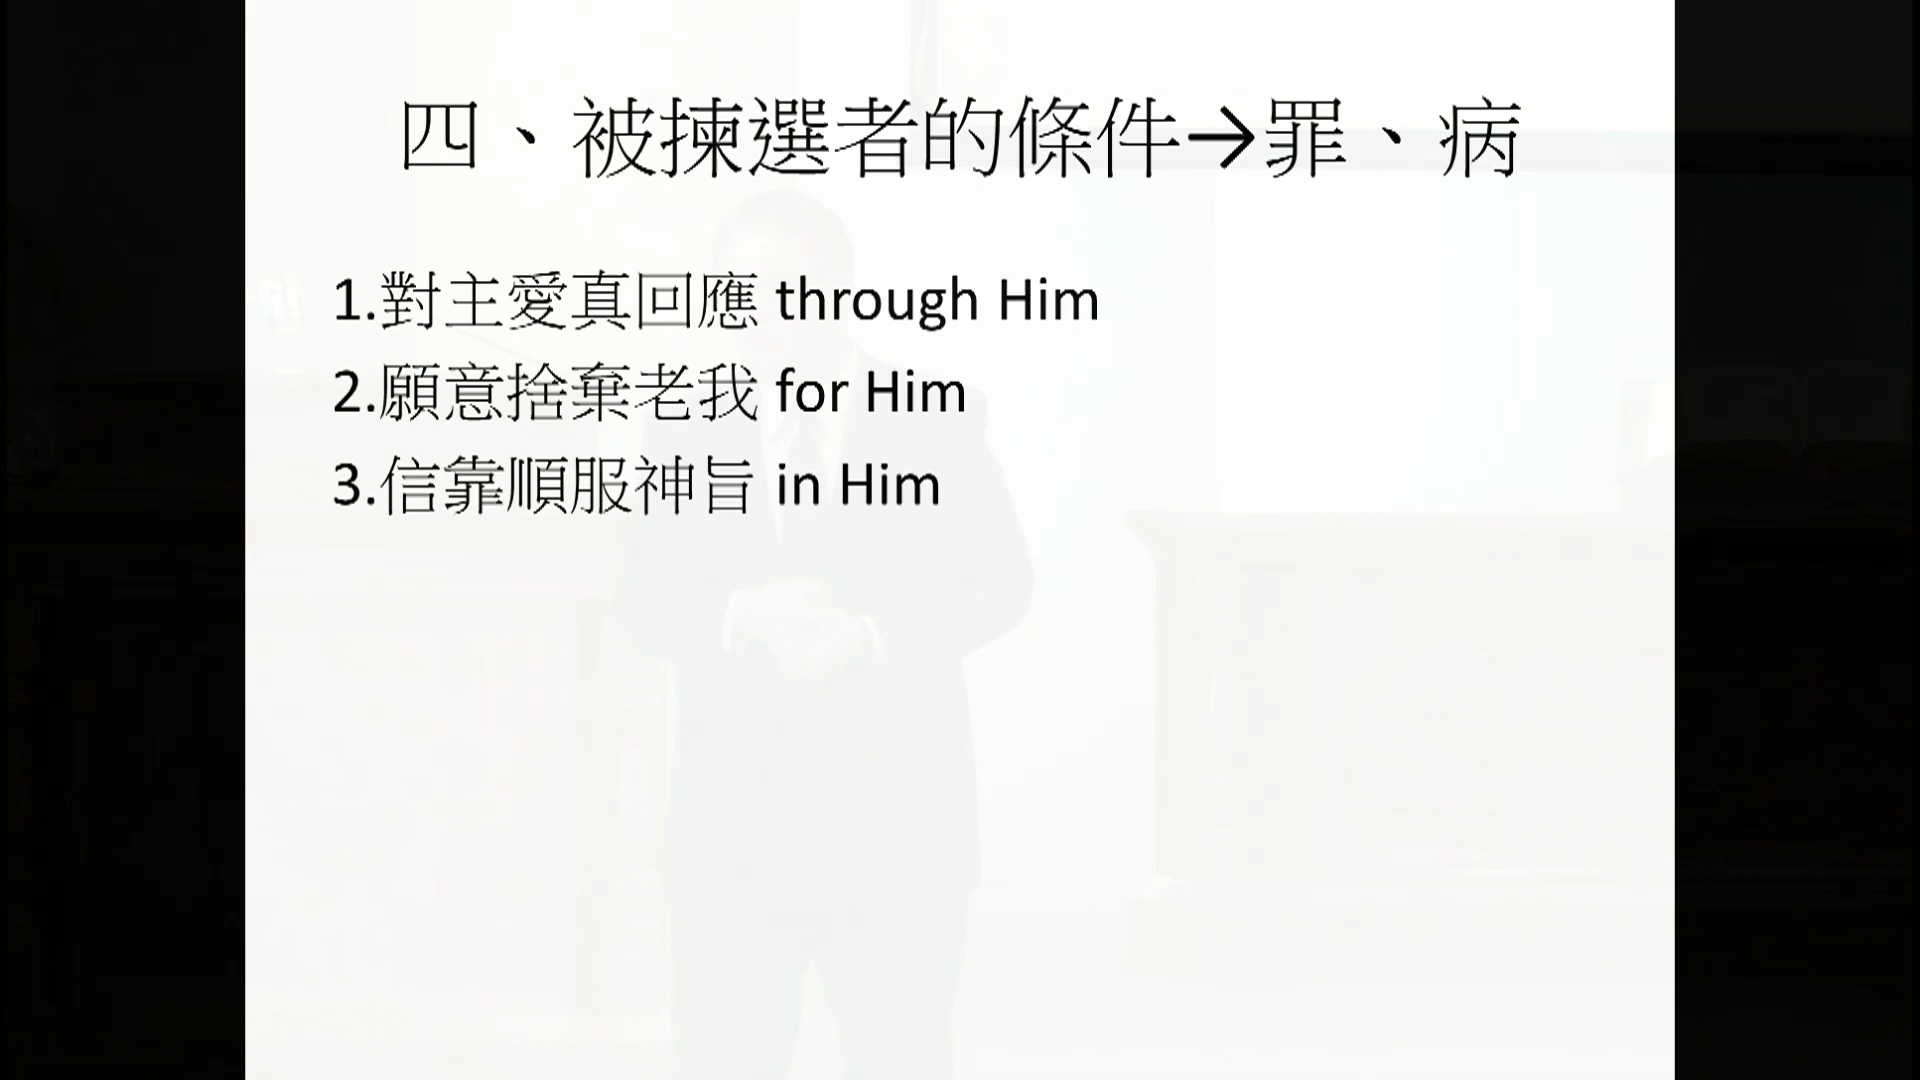 四、被揀選者的條件→罪、病
1.對主愛真回應 through Him
2.願意捨棄老我 for Him
3.信靠順服神旨 in Him